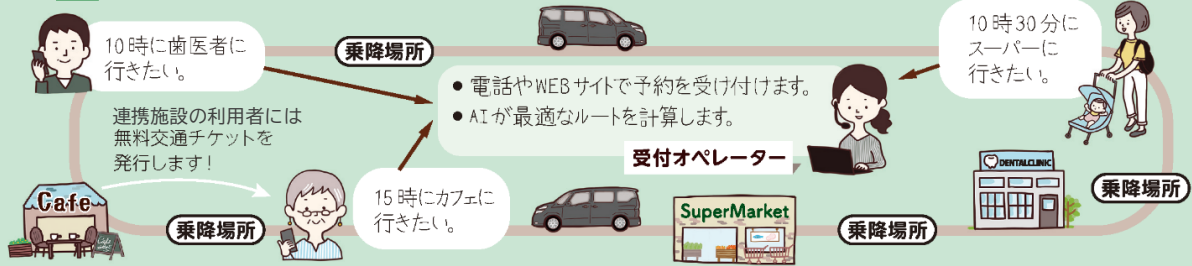 10時に歯医者に
行きたい。
乗降場所
10時30分に
スーパーに
行きたい。
● 電話やWEBサイトで予約を受け付けます。
● AIが最適なルートを計算します。
受付オペレーター
連携施設の利用者には
無料交通チケットを
発行します!
15時にカフェに
行きたい。
Cafe
乗降場所
SuperMarket
乗降場所
DENTALCLINIC
乗降場所